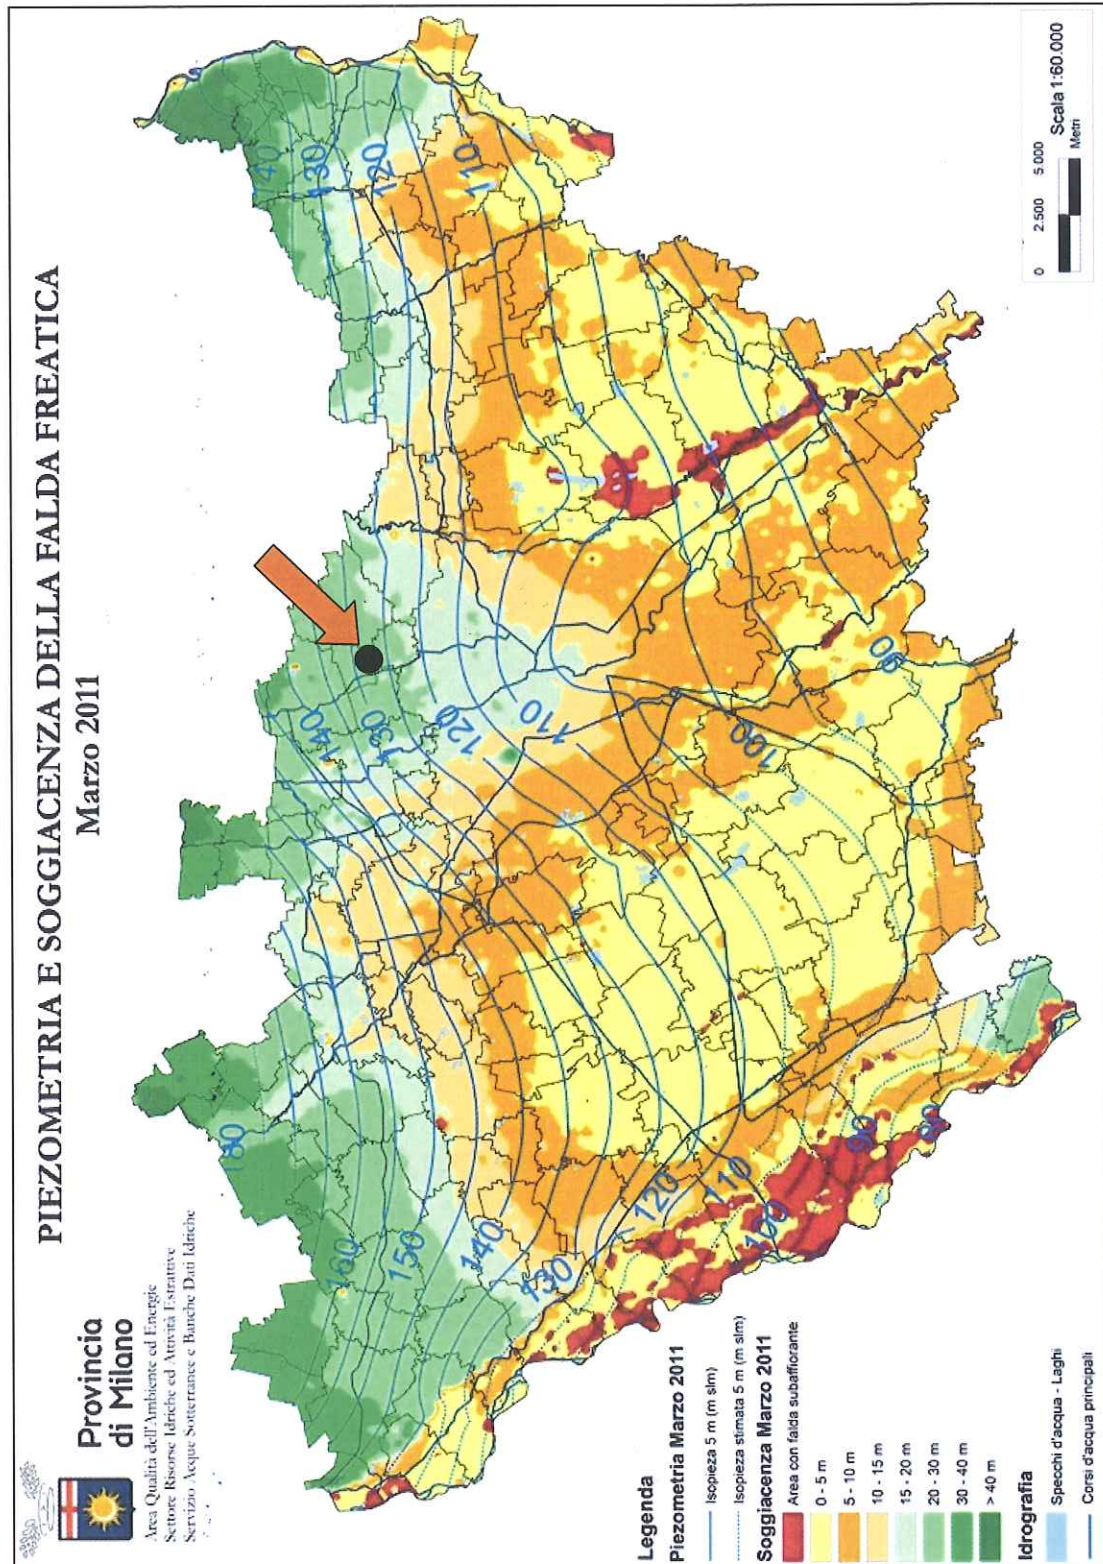 PIEZOMETRIA E SOGGIACENZA DELLA FALDA FREATICA
Marzo 2011
Provincia
di Milano
Area Qualità dell'Ambiente ed Energie
Settore Risorse Idriche ed Attività Estrattive
Servizio Acque Sotterranee e Banche Dati Idriche
180
160
150
140
130
120
110
100
90
80
140
130
120
110
100
90
40
130
120
110
Legenda
Piezometria Marzo 2011
Isopieza 5 m (m slm)
Isopieza stimata 5 m (m slm)
Soggiacenza Marzo 2011
Area con falda subaffiorante
0 - 5 m
5 - 10 m
10 - 15 m
15 - 20 m
20 - 30 m
30 - 40 m
> 40 m
Idrografia
Specchi d'acqua - Laghi
Corsi d'acqua principali
Scala 1:60.000
0 2.500 5.000
Metri